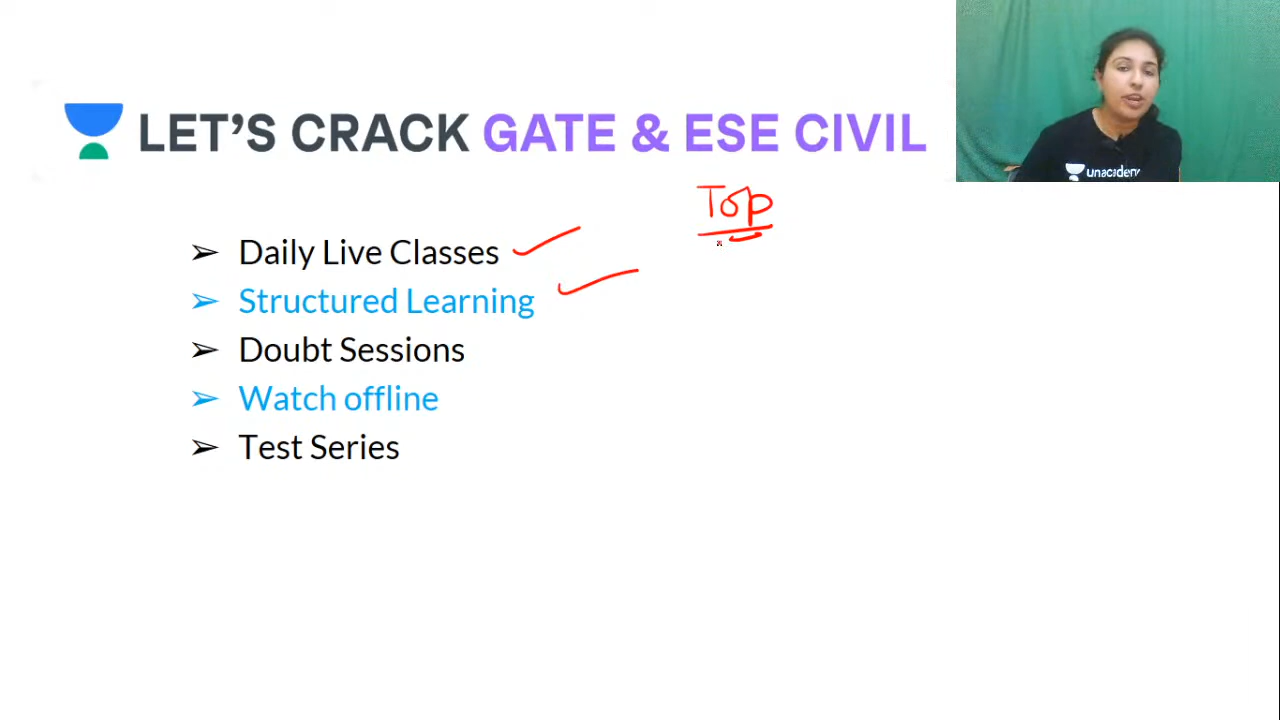 LET'S CRACK GATE & ESE CIVIL
unacademy
Top
Daily Live Classes
Structured Learning
Doubt Sessions
Watch offline
Test Series